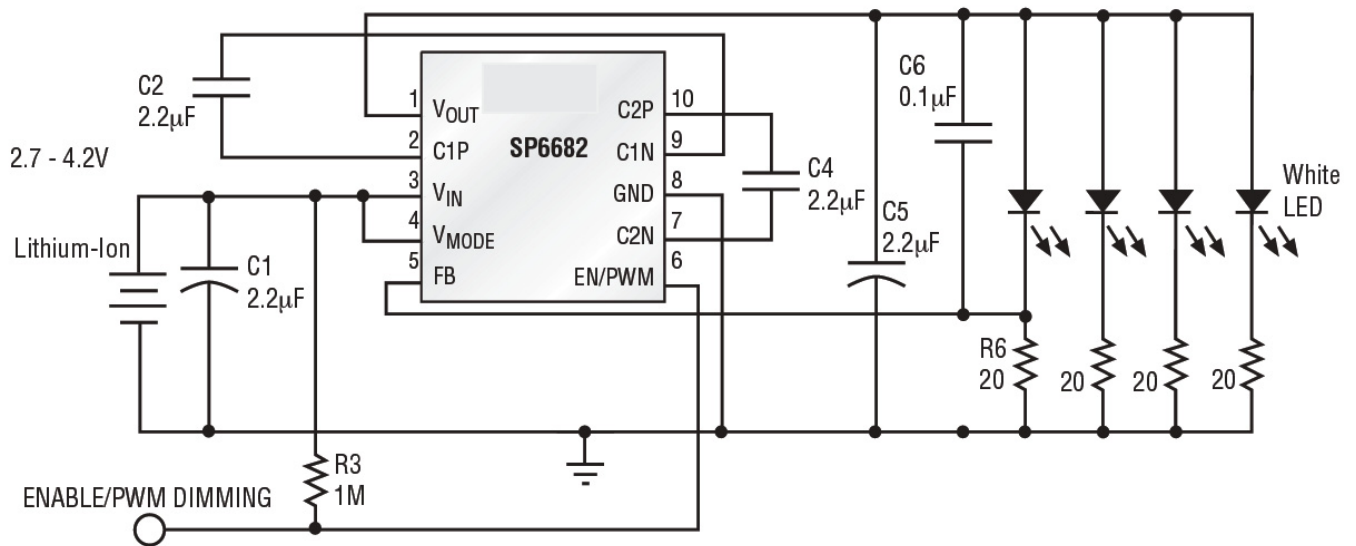 C2
2.2μF
2.7 - 4.2V
Lithium-Ion
C1
2.2μF
1
2
3
4
5
VOUT
C1P
VIN
VMODE
FB
SP6682
C2P
C1N
GND
C2N
EN/PWM
10
9
8
7
6
C4
2.2μF
C5
2.2μF
C6
0.1μF
White
LED
R6
20
20
20
20
R3
1M
ENABLE/PWM DIMMING